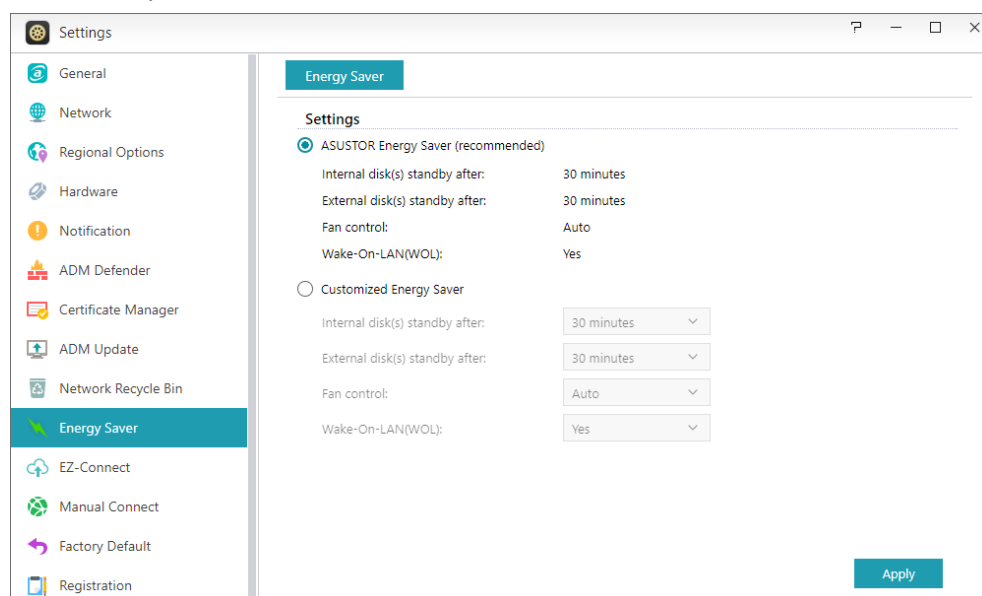 Settings
General
Network
Regional Options
Hardware
Notification
ADM Defender
Certificate Manager
ADM Update
Network Recycle Bin
Energy Saver
EZ-Connect
Manual Connect
Factory Default
Registration
Energy Saver
Settings
ASUSTOR Energy Saver (recommended)
Internal disk(s) standby after: 30 minutes
External disk(s) standby after: 30 minutes
Fan control: Auto
Wake-On-LAN(WOL): Yes
Customized Energy Saver
Internal disk(s) standby after: 30 minutes
External disk(s) standby after: 30 minutes
Fan control: Auto
Wake-On-LAN(WOL): Yes
Apply